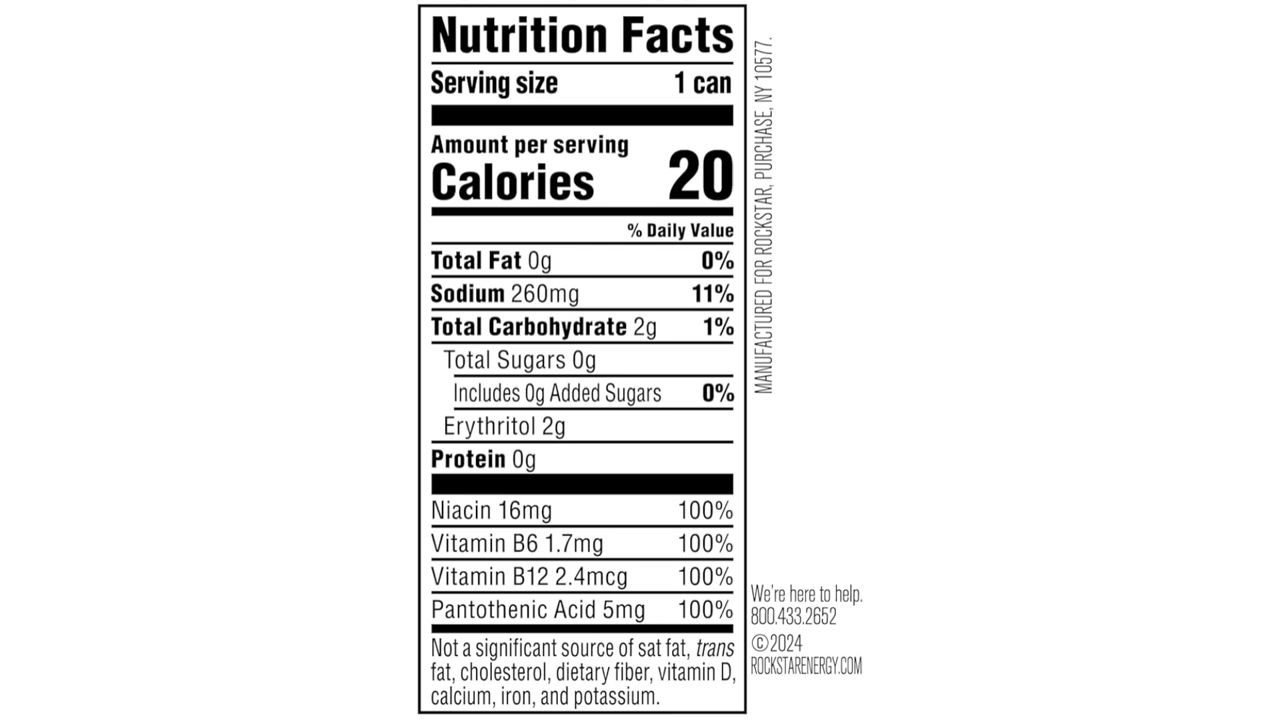 Nutrition Facts
Serving size 1 can
Amount per serving
Calories 20
% Daily Value
Total Fat 0g 0%
Sodium 260mg 11%
Total Carbohydrate 2g 1%
Total Sugars 0g
Includes 0g Added Sugars 0%
Erythritol 2g
Protein 0g
Niacin 16mg 100%
Vitamin B6 1.7mg 100%
Vitamin B12 2.4mcg 100%
Pantothenic Acid 5mg 100%
Not a significant source of sat fat, trans
fat, cholesterol, dietary fiber, vitamin D,
calcium, iron, and potassium.
MANUFACTURED FOR ROCKSTAR, PURCHASE, NY 10577.
We're here to help.
800.433.2652
©2024
ROCKSTARENERGY.COM